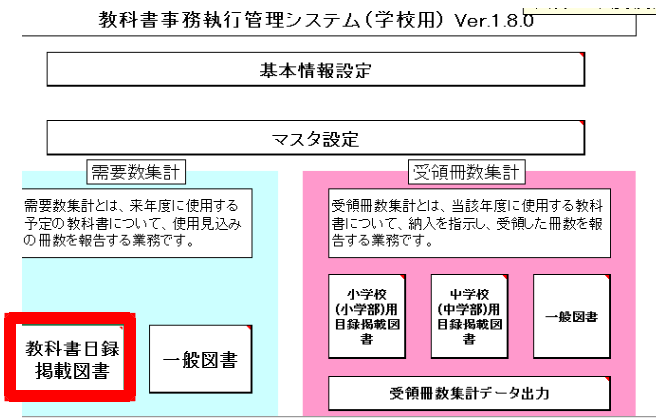 教科書事務執行管理システム(学校用) Ver.1.8.0
基本情報設定
マスタ設定
需要数集計
需要数集計とは、来年度に使用する
予定の教科書について、使用見込み
の冊数を報告する業務です。
教科書目録
掲載図書
一般図書
受領冊数集計
受領冊数集計とは、当該年度に使用する教科
書について、納入を指示し、受領した冊数を報
告する業務です。
小学校
(小学部)用
目録掲載図
書
中学校
(中学部)用
目録掲載図
書
一般図書
受領冊数集計データ出力